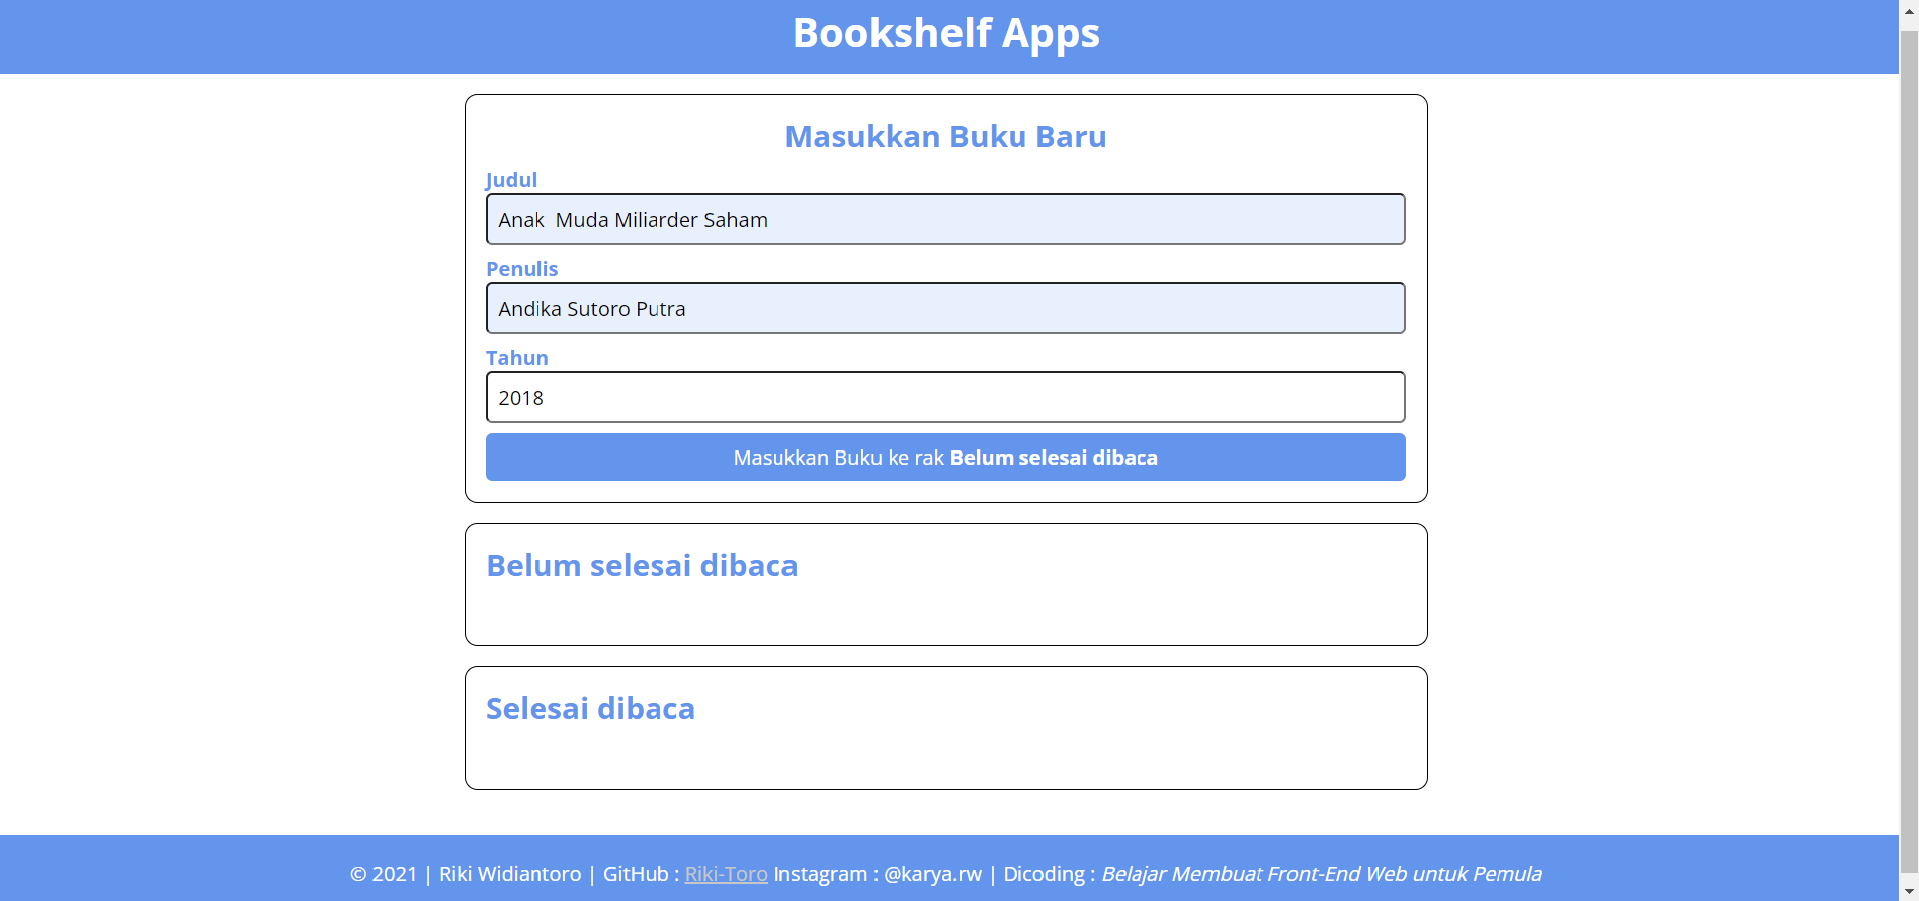 Bookshelf Apps
Masukkan Buku Baru
Judul
Anak  Muda Miliarder Saham
Penulis
Andika Sutoro Putra
Tahun
2018
Masukkan Buku ke rak Belum selesai dibaca
Belum selesai dibaca
Selesai dibaca
© 2021 | Riki Widiantoro | GitHub : Riki-Toro Instagram : @karya.rw | Dicoding : Belajar Membuat Front-End Web untuk Pemula